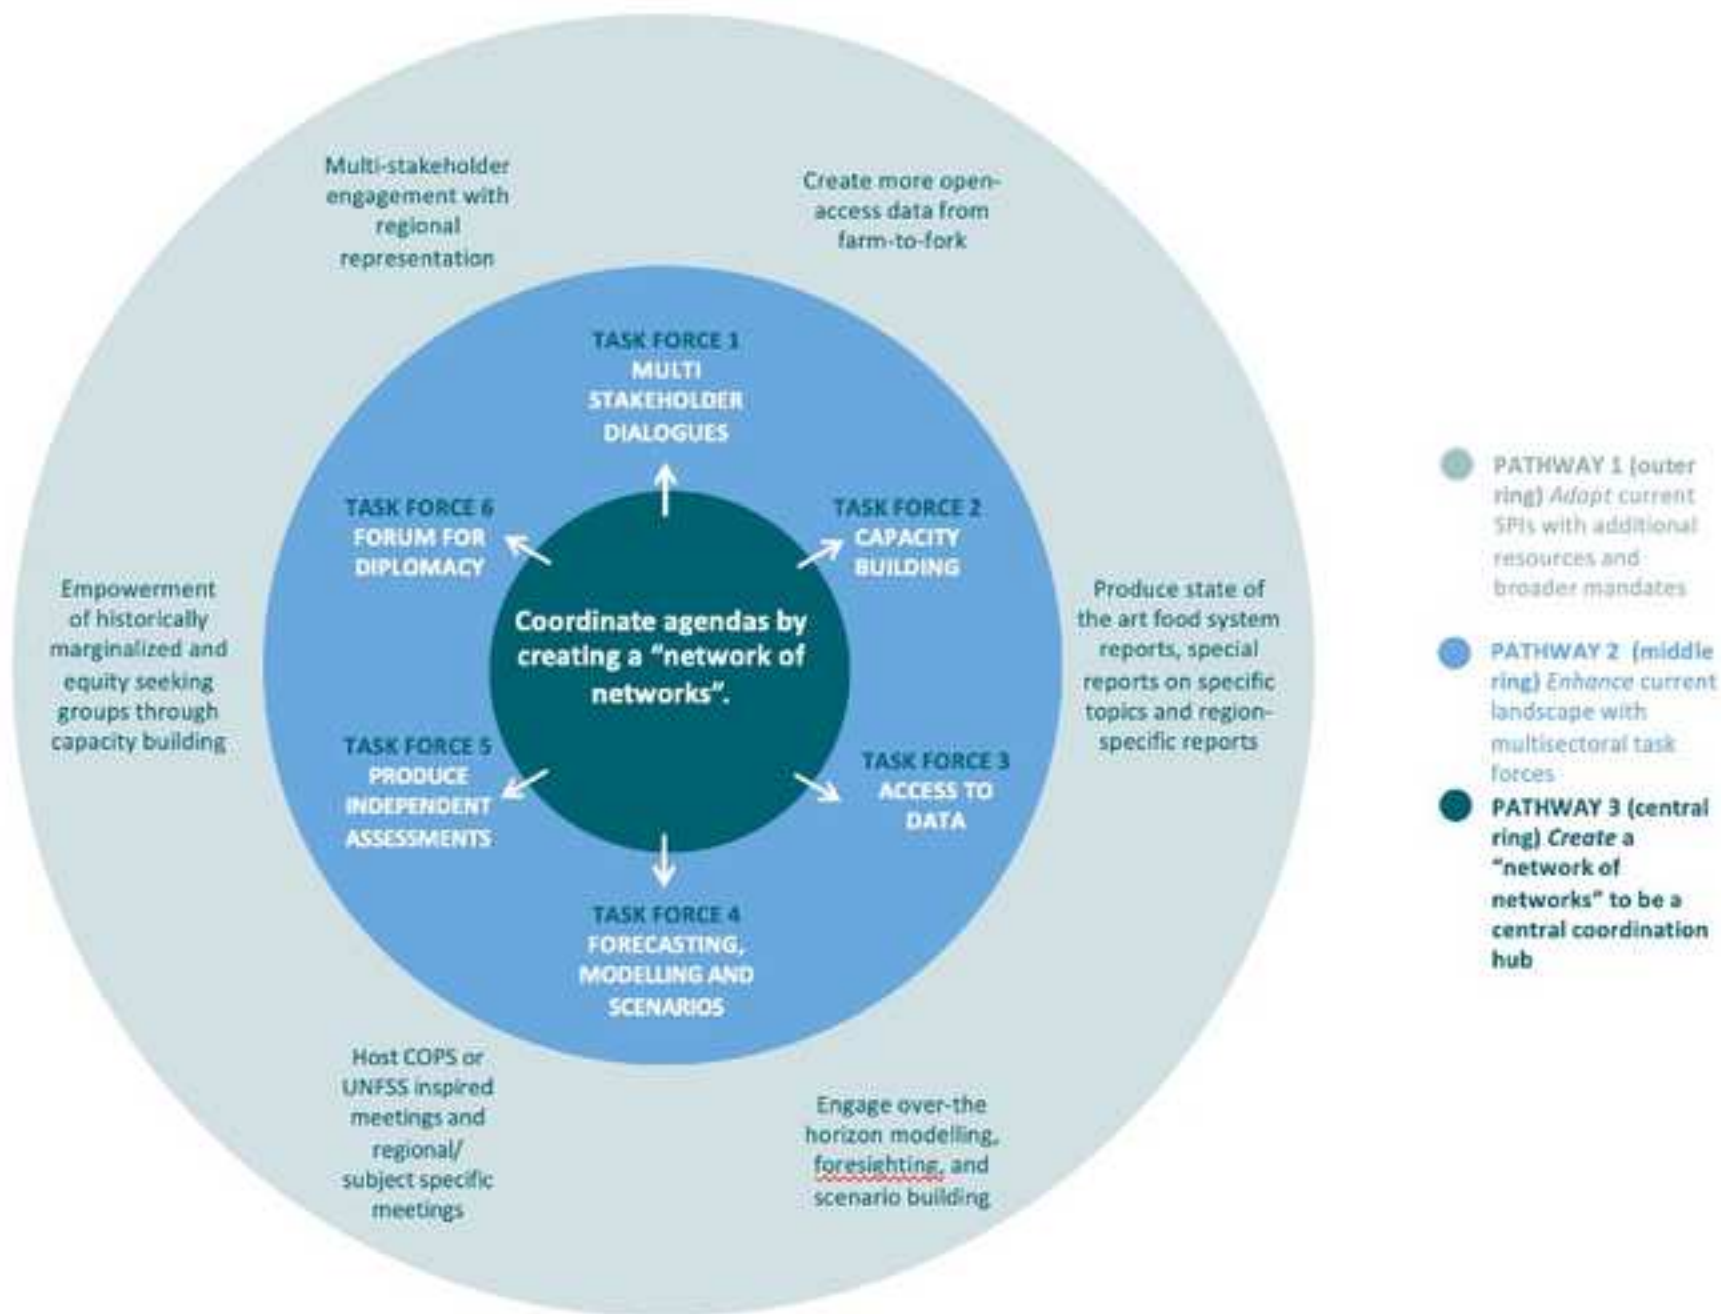 Multi-stakeholder
engagement with
regional
representation
Create more open-
access data from
farm-to-fork
TASK FORCE 1
MULTI
STAKEHOLDER
DIALOGUES
TASK FORCE 6
FORUM FOR
DIPLOMACY
TASK FORCE 2
CAPACITY
BUILDING
Empowerment
of historically
marginalized and
equity seeking
groups through
capacity building
Coordinate agendas by
creating a “network of
networks”.
Produce state of
the art food system
reports, special
reports on specific
topics and region-
specific reports
TASK FORCE 5
PRODUCE
INDEPENDENT
ASSESSMENTS
TASK FORCE 3
ACCESS TO
DATA
TASK FORCE 4
FORECASTING,
MODELLING AND
SCENARIOS
Host COPS or
UNFSS inspired
meetings and
regional/
subject specific
meetings
Engage over-the
horizon modelling,
foresighting, and
scenario building
PATHWAY 1 (outer
ring) Adapt current
SPIs with additional
resources and
broader mandates
PATHWAY 2 (middle
ring) Enhance current
landscape with
multisectoral task
forces
PATHWAY 3 (central
ring) Create a
“network of
networks” to be a
central coordination
hub